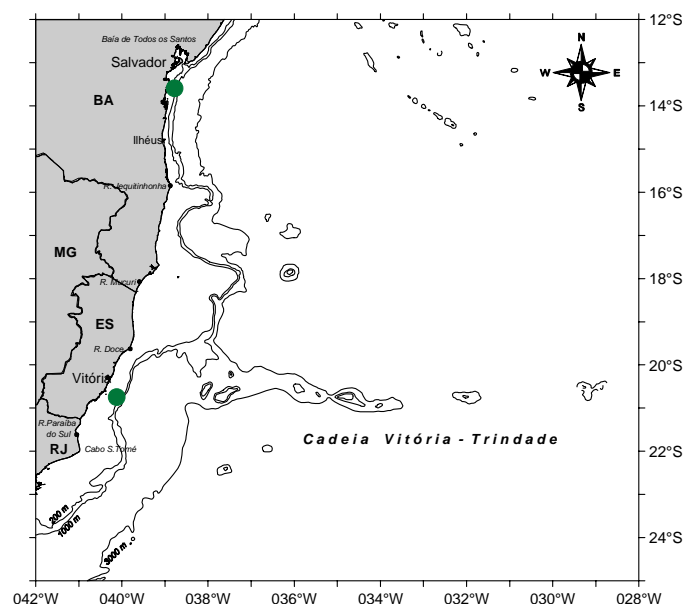 12°S
Baía de Todos os Santos
Salvador
N
W
E
S
BA
14°S
Ilhéus
R. Jequitinhonha
16°S
MG
R. Mucuri
18°S
ES
R. Doce
20°S
Vitória
R.Paraíba
do Sul
Cadeia Vitória - Trindade
RJ
Cabo S.Tomé
22°S
200 m
1000 m
3000 m
24°S
042°W
040°W
038°W
036°W
034°W
032°W
030°W
028°W